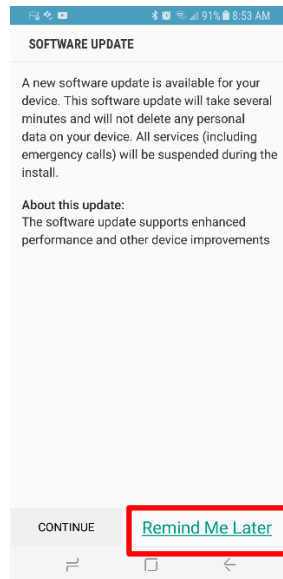 91% 8:53 AM
SOFTWARE UPDATE
A new software update is available for your
device. This software update will take several
minutes and will not delete any personal
data on your device. All services (including
emergency calls) will be suspended during the
install.
About this update:
The software update supports enhanced
performance and other device improvements
CONTINUE Remind Me Later